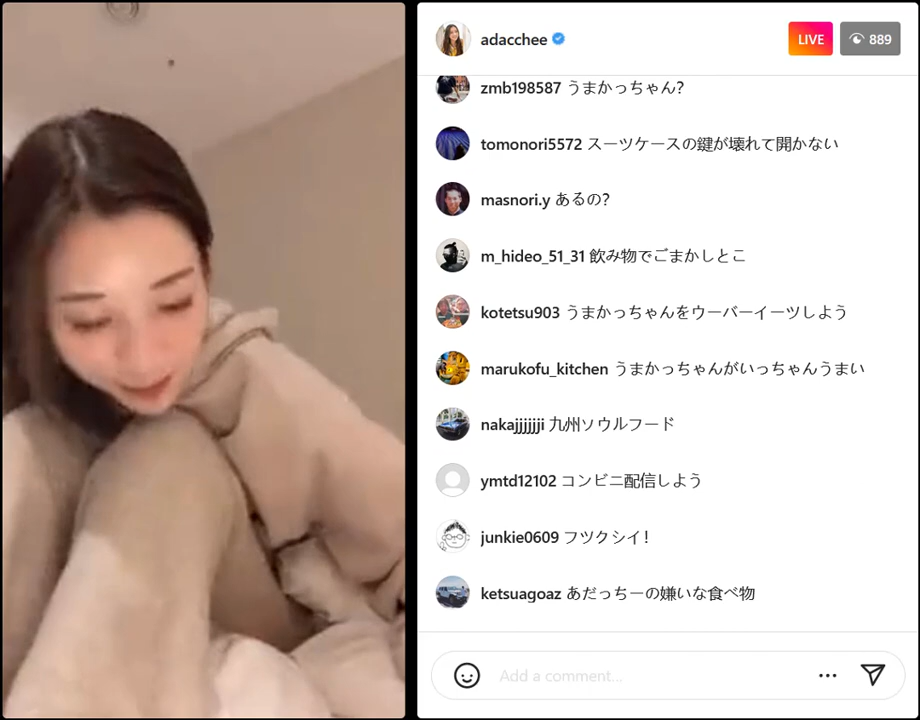 adacchee
LIVE
889
zmb198587 うまかっちゃん?
tomonori5572 スーツケースの鍵が壊れて開かない
masnori.y あるの?
m_hideo_51_31 飲み物でごまかしとこ
kotetsu903 うまかっちゃんをウーバーイーツしよう
marukofu_kitchen うまかっちゃんがいっちゃんうまい
nakajjjjjji 九州ソウルフード
ymtd12102 コンビニ配信しよう
junkie0609 フツクシイ!
ketsuagoaz あだっちーの嫌いな食べ物
Add a comment...